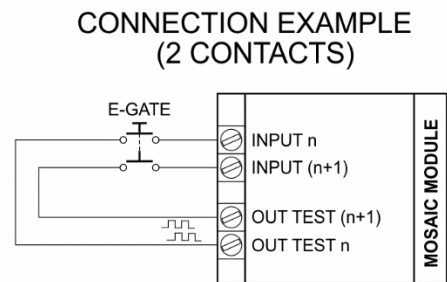 CONNECTION EXAMPLE
(2 CONTACTS)
E-GATE
INPUT n
INPUT (n+1)
OUT TEST (n+1)
OUT TEST n
MOSAIC MODULE